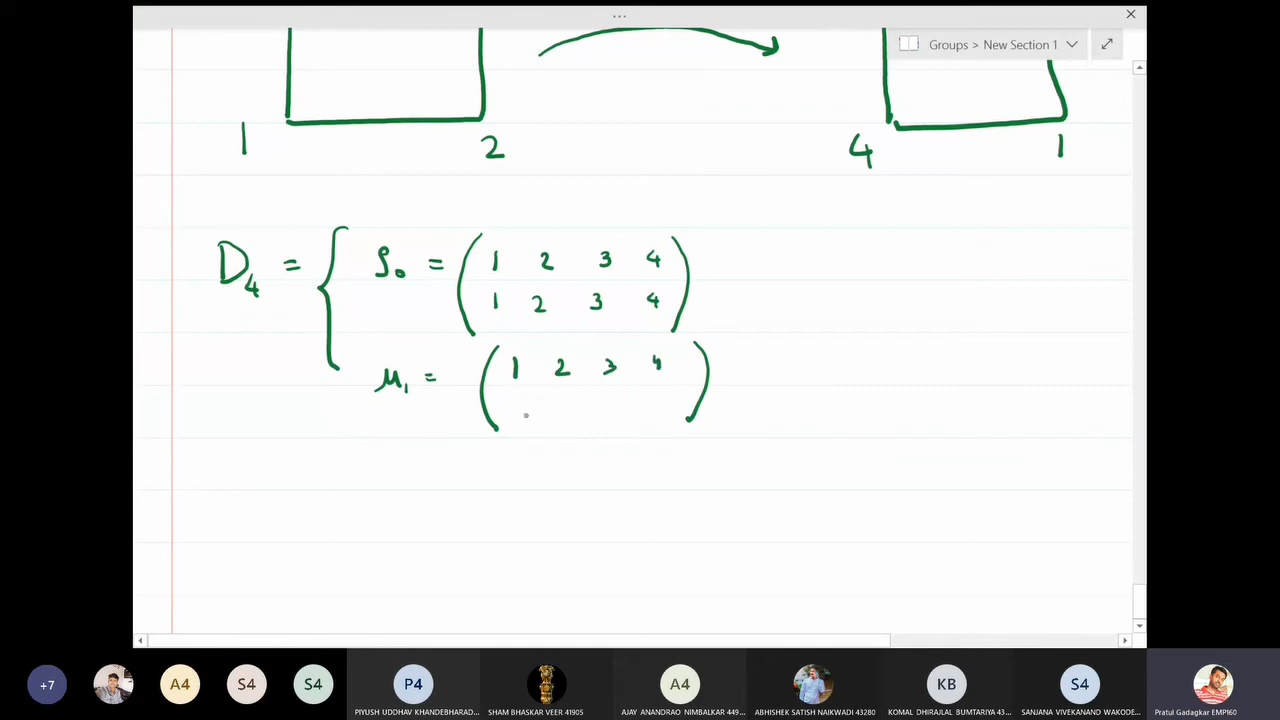 ...
Groups > New Section 1
1 2 4 1
D₄ = { ρ₀ = ( 1 2 3 4
1 2 3 4 )
μ₁ = ( 1 2 3 4 )
+7 A4 S4 S4 P4 A4 KB S4
PIYUSH UDDHAV KHANDEBHARAD... SHAM BHASKAR VEER 41905 AJAY ANANDRAO NIMBALKAR 449... ABHISHEK SATISH NAIKWADI 43280 KOMAL DHIRAJLAL BUMTARIYA 43... SANJANA VIVEKANAND WAKODE... Pratul Gadagkar EMP160